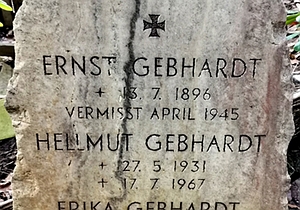 ERNST GEBHARDT
+ 13. 7. 1896
VERMISST APRIL 1945
HELLMUT GEBHARDT
+ 27. 5. 1931
+ 17. 7. 1967
ERIKA GEBHARDT